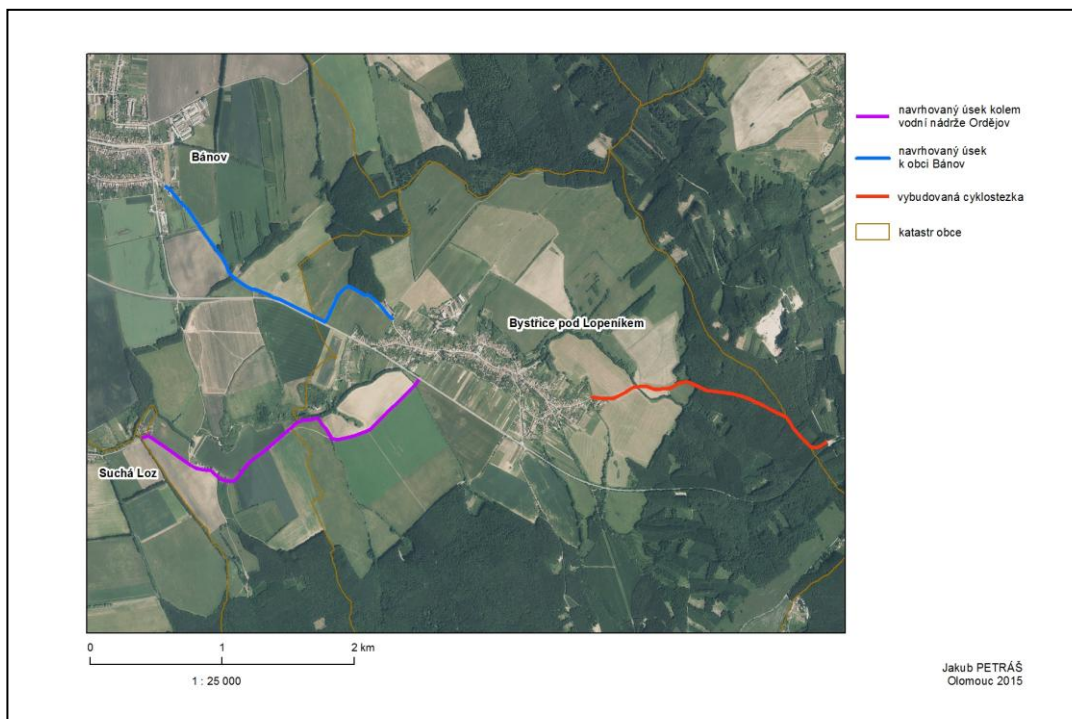 Bánov
Bystřice pod Lopeníkem
Suchá Loz
navrhovaný úsek kolem
vodní nádrže Ordějov
navrhovaný úsek
k obci Bánov
vybudovaná cyklostezka
katastr obce
0 1 2 km
1 : 25 000
Jakub PETRÁŠ
Olomouc 2015